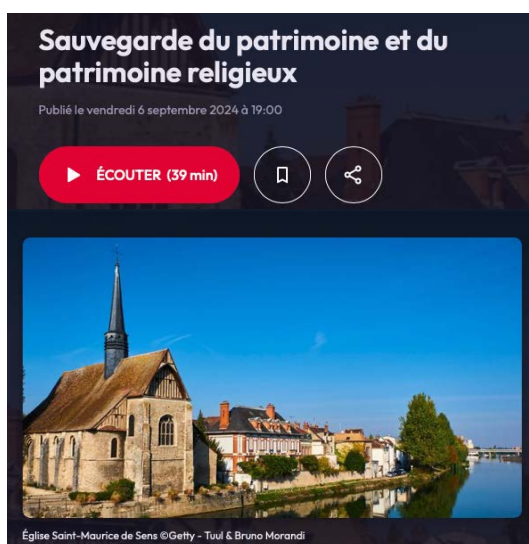 Sauvegarde du patrimoine et du
patrimoine religieux
Publié le vendredi 6 septembre 2024 à 19:00
ÉCOUTER (39 min)
Église Saint-Maurice de Sens ©Getty - Tuul & Bruno Morandi